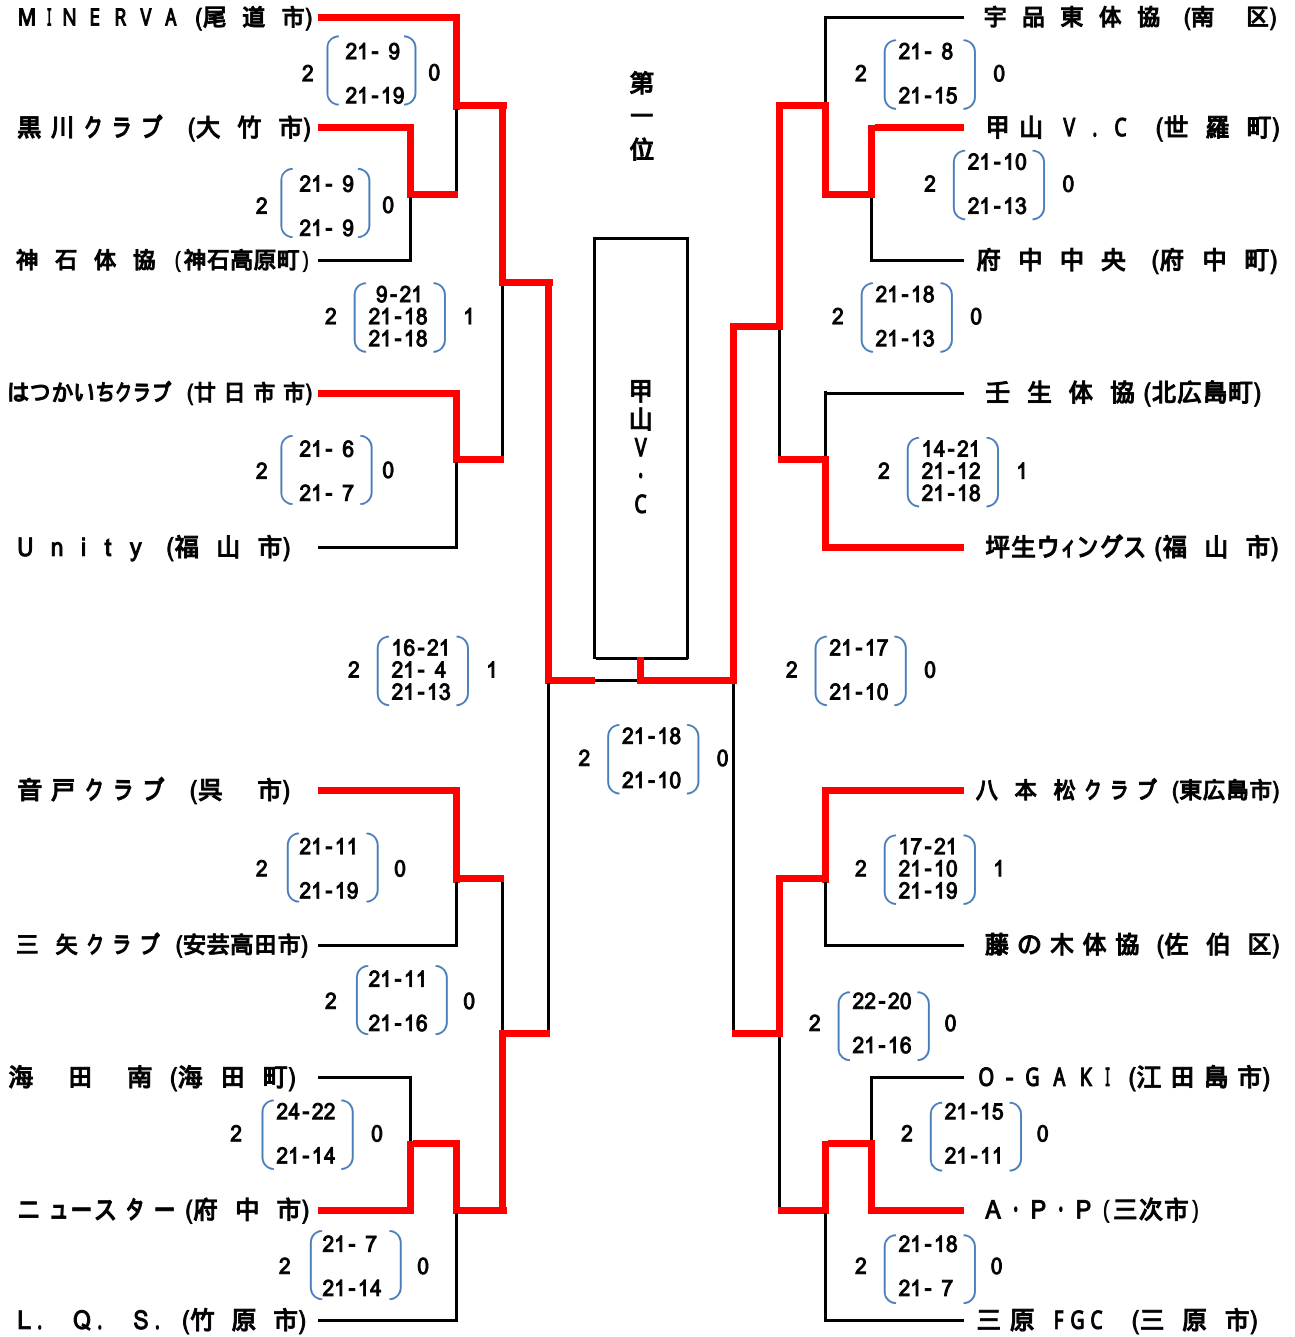 MINERVA (尾道市)
2 21- 9 0
21-19
黒川クラブ (大竹市)
2 21- 9 0
21- 9
神石体協 (神石高原町)
2 9-21 1
21-18
21-18
はつかいちクラブ (廿日市市)
2 21- 6 0
21- 7
Unity (福山市)
2 16-21 1
21- 4
21-13
音戸クラブ (呉 市)
2 21-11 0
21-19
三矢クラブ (安芸高田市)
2 21-11 0
21-16
海田南 (海田町)
2 24-22 0
21-14
ニュースター (府中市)
2 21- 7 0
21-14
L. Q. S. (竹原市)
第一位
甲山V・C
2 21-18 0
21-10
宇品東体協 (南 区)
2 21- 8 0
21-15
甲山V.C (世羅町)
2 21-10 0
21-13
府中中央 (府中町)
2 21-18 0
21-13
壬生体協 (北広島町)
2 14-21 1
21-12
21-18
坪生ウィングス (福山市)
2 21-17 0
21-10
八本松クラブ (東広島市)
2 17-21 1
21-10
21-19
藤の木体協 (佐伯区)
2 22-20 0
21-16
O-GAKI (江田島市)
2 21-15 0
21-11
A・P・P (三次市)
2 21-18 0
21- 7
三原FGC (三原市)